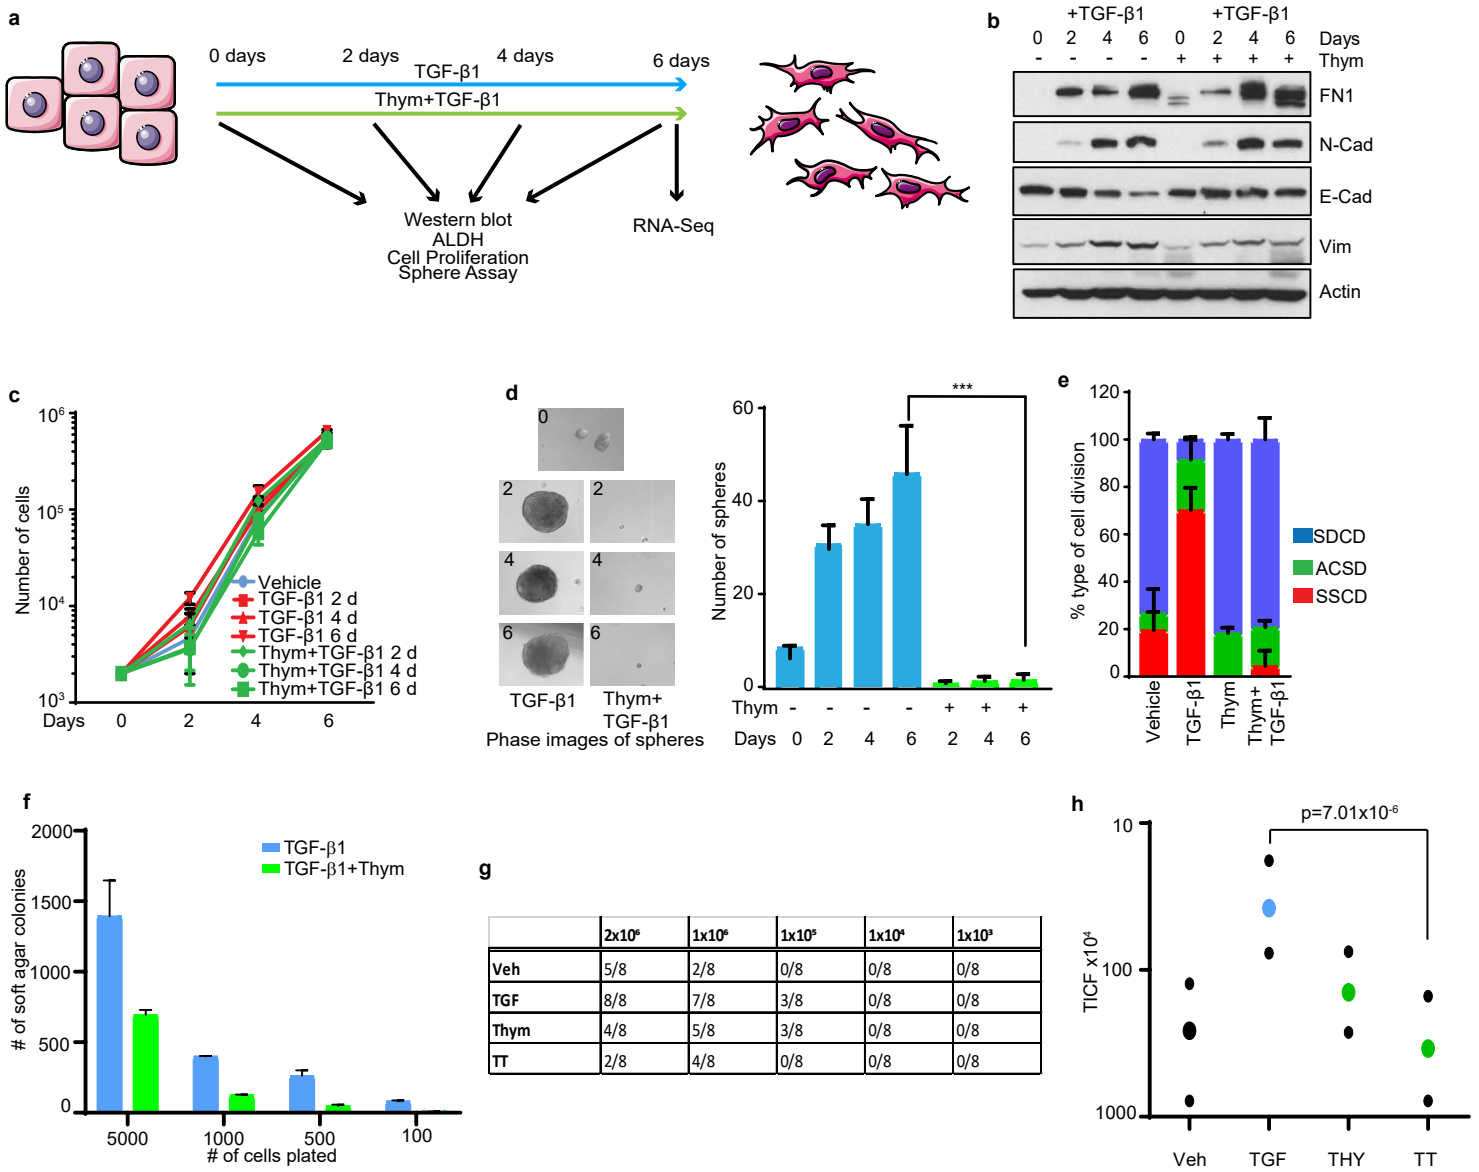 a
0 days 2 days 4 days 6 days
TGF-β1
Thym+TGF-β1
Western blot
ALDH
Cell Proliferation
Sphere Assay
RNA-Seq
b
+TGF-β1 +TGF-β1
0 2 4 6 0 2 4 6 Days
- - - - + + + + Thym
FN1
N-Cad
E-Cad
Vim
Actin
c
Number of cells
10⁶
10⁵
10⁴
10³
Vehicle
TGF-β1 2 d
TGF-β1 4 d
TGF-β1 6 d
Thym+TGF-β1 2 d
Thym+TGF-β1 4 d
Thym+TGF-β1 6 d
Days 0 2 4 6
d
0
2 2
4 4
6 6
TGF-β1 Thym+
TGF-β1
Phase images of spheres
***
Number of spheres
60
40
20
0
Thym - - - - + + +
Days 0 2 4 6 2 4 6
e
% type of cell division
120
100
80
60
40
20
0
SDCD
ACSD
SSCD
Vehicle
TGF-β1
Thym
Thym+
TGF-β1
f
# of soft agar colonies
2000
1500
1000
500
0
TGF-β1
TGF-β1+Thym
5000 1000 500 100
# of cells plated
g
2x10⁶ 1x10⁶ 1x10⁵ 1x10⁴ 1x10³
Veh 5/8 2/8 0/8 0/8 0/8
TGF 8/8 7/8 3/8 0/8 0/8
Thym 4/8 5/8 3/8 0/8 0/8
TT 2/8 4/8 0/8 0/8 0/8
h
p=7.01x10⁻⁶
TICF x10⁴
10
100
1000
Veh TGF THY TT